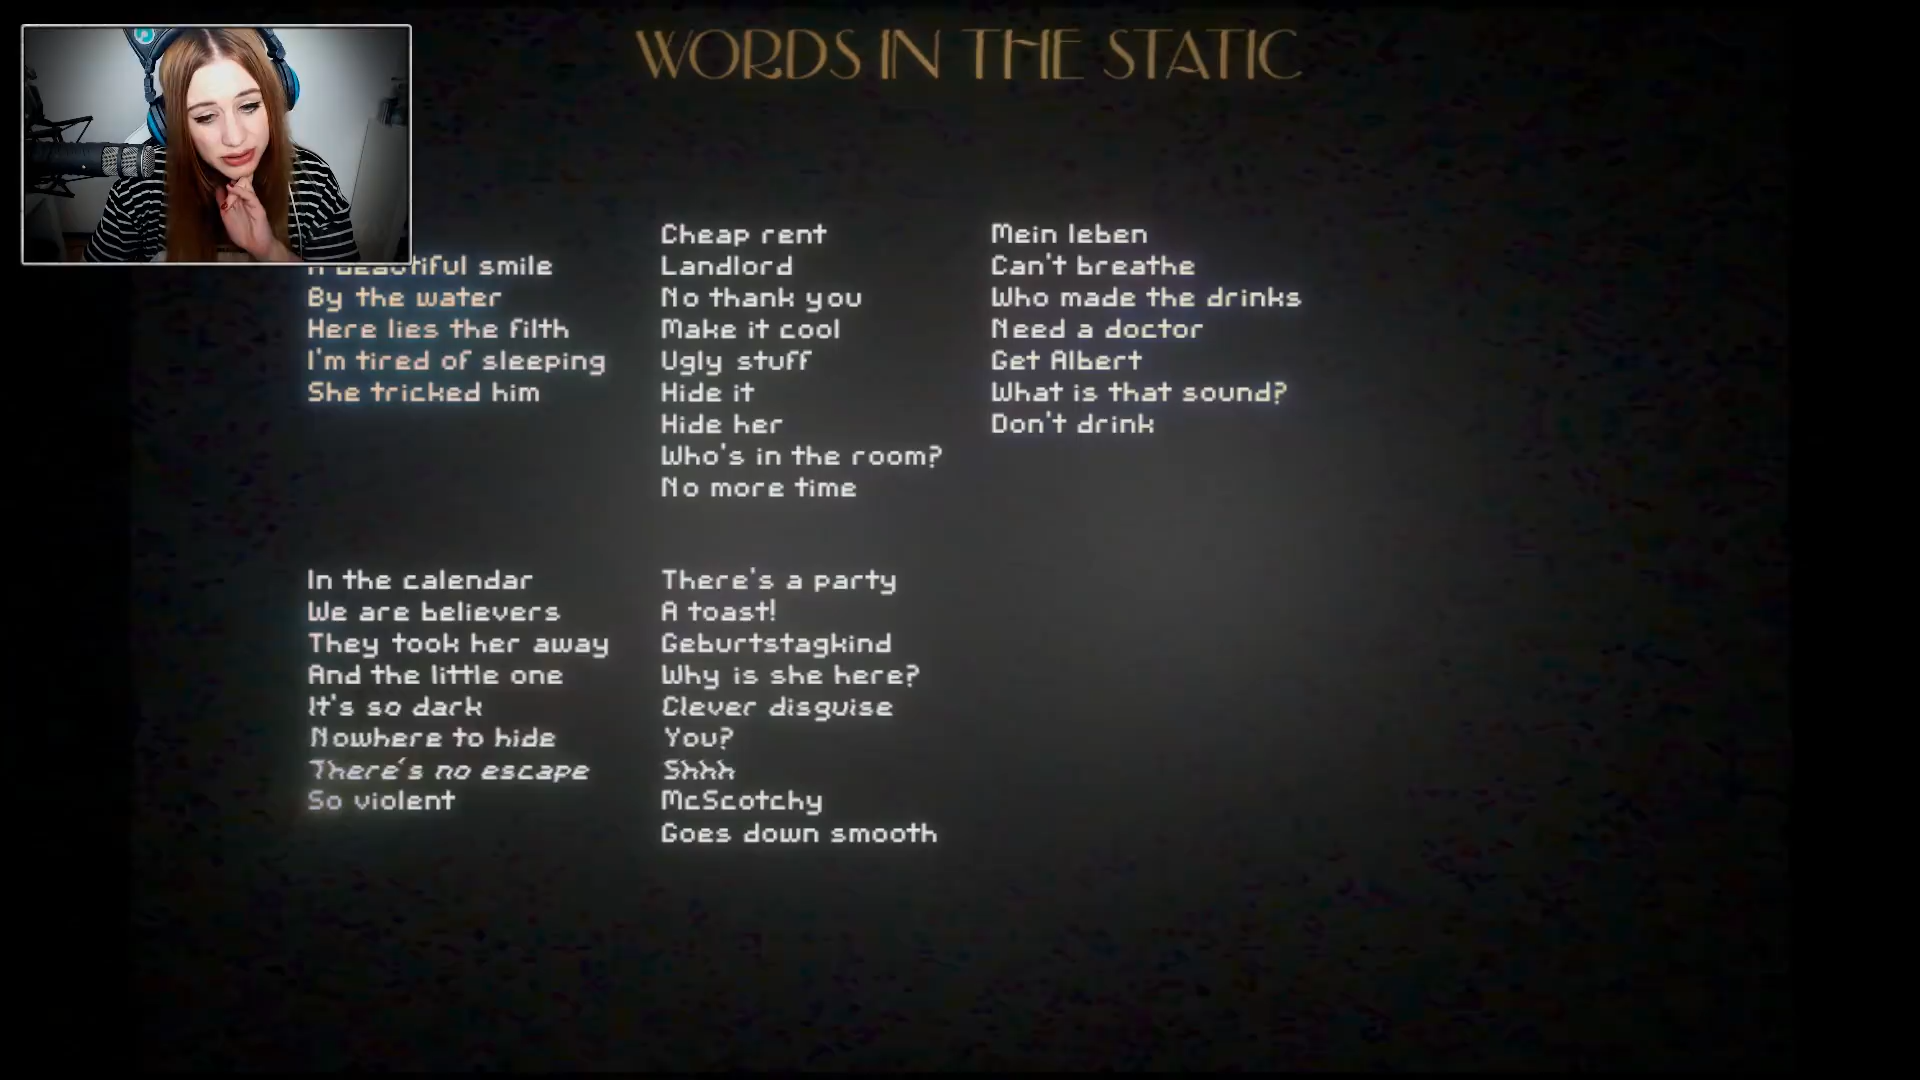 WORDS IN THE STATIC
beautiful smile
By the water
Here lies the filth
I'm tired of sleeping
She tricked him
Cheap rent
Landlord
No thank you
Make it cool
Ugly stuff
Hide it
Hide her
Who's in the room?
No more time
Mein leben
Can't breathe
Who made the drinks
Need a doctor
Get Albert
What is that sound?
Don't drink
In the calendar
We are believers
They took her away
And the little one
It's so dark
Nowhere to hide
There's no escape
So violent
There's a party
A toast!
Geburtstagkind
Why is she here?
Clever disguise
You?
Shhh
McScotchy
Goes down smooth